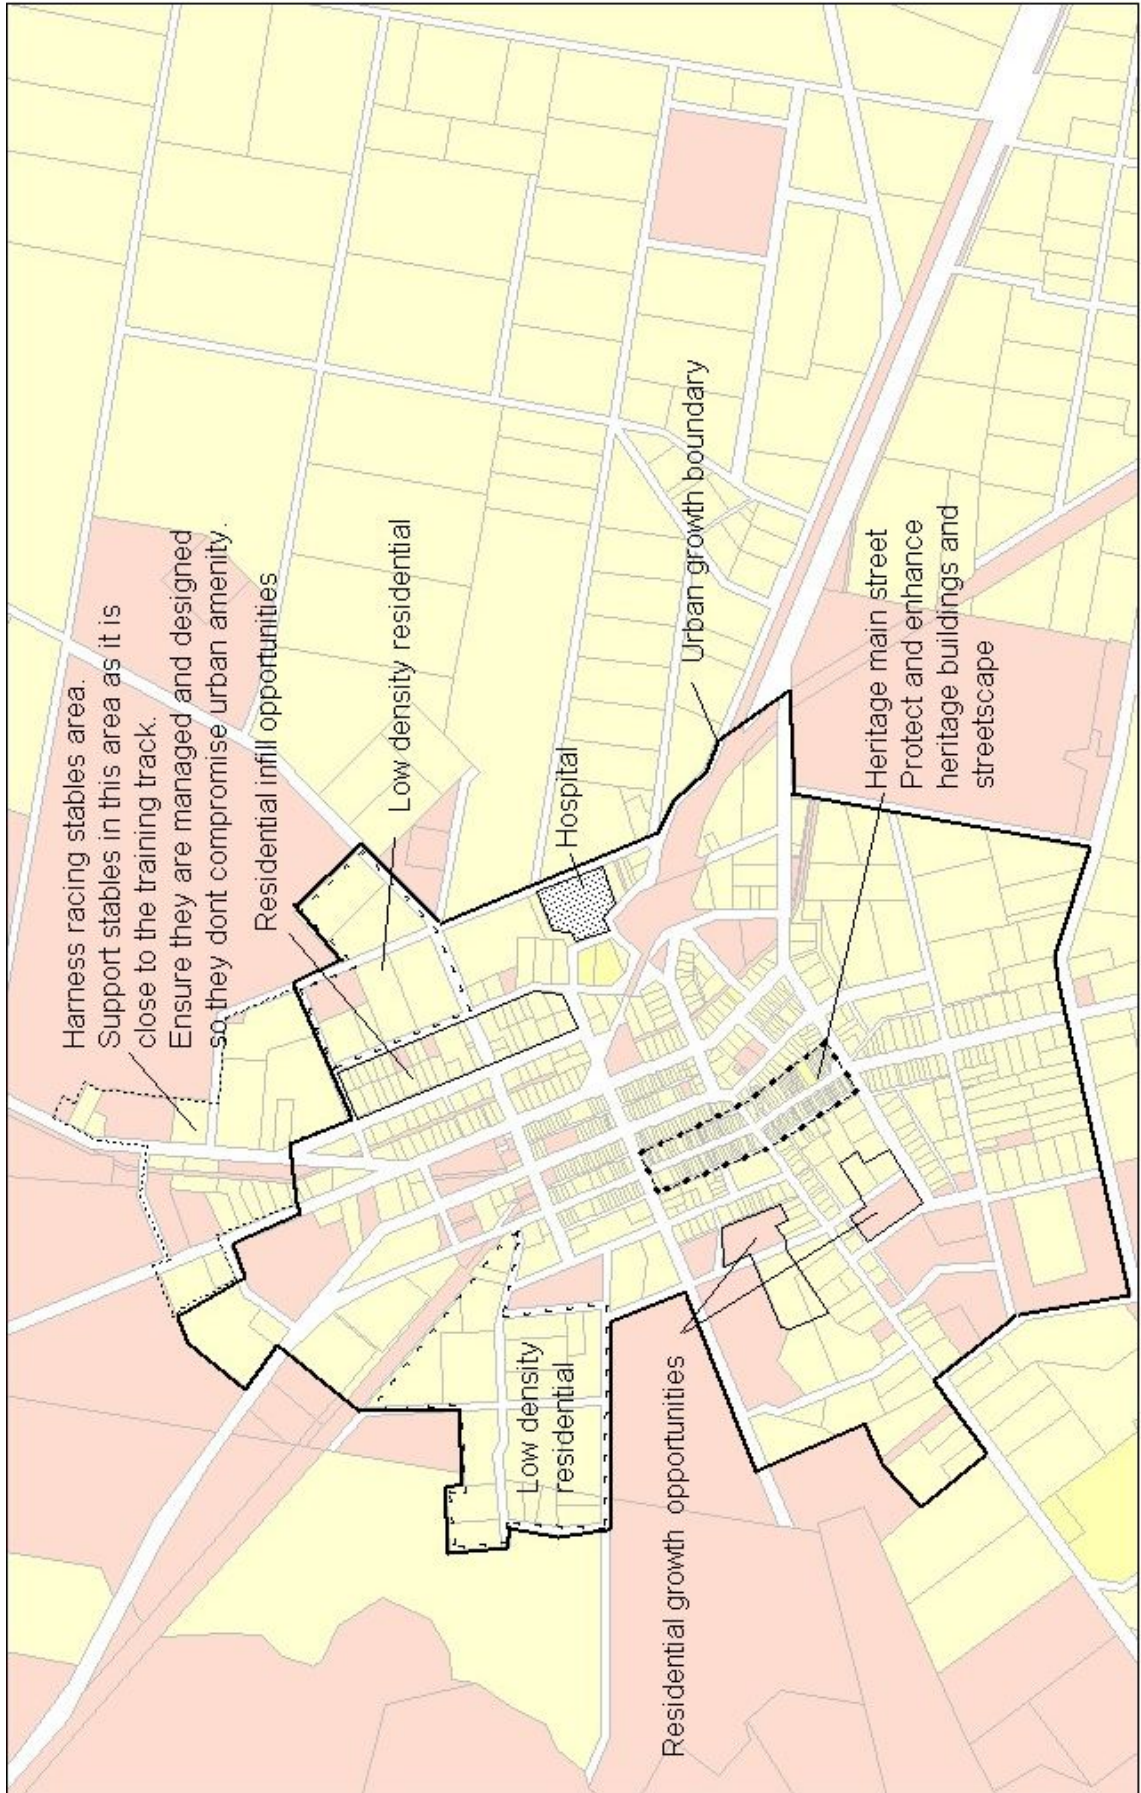 Harness racing stables area.
Support stables in this area as it is
close to the training track.
Ensure they are managed and designed
so they dont compromise urban amenity.
Residential infill opportunities
Low density residential
Hospital
Urban growth boundary
Heritage main street
Protect and enhance
heritage buildings and
streetscape
Low density
residential
Residential growth opportunities